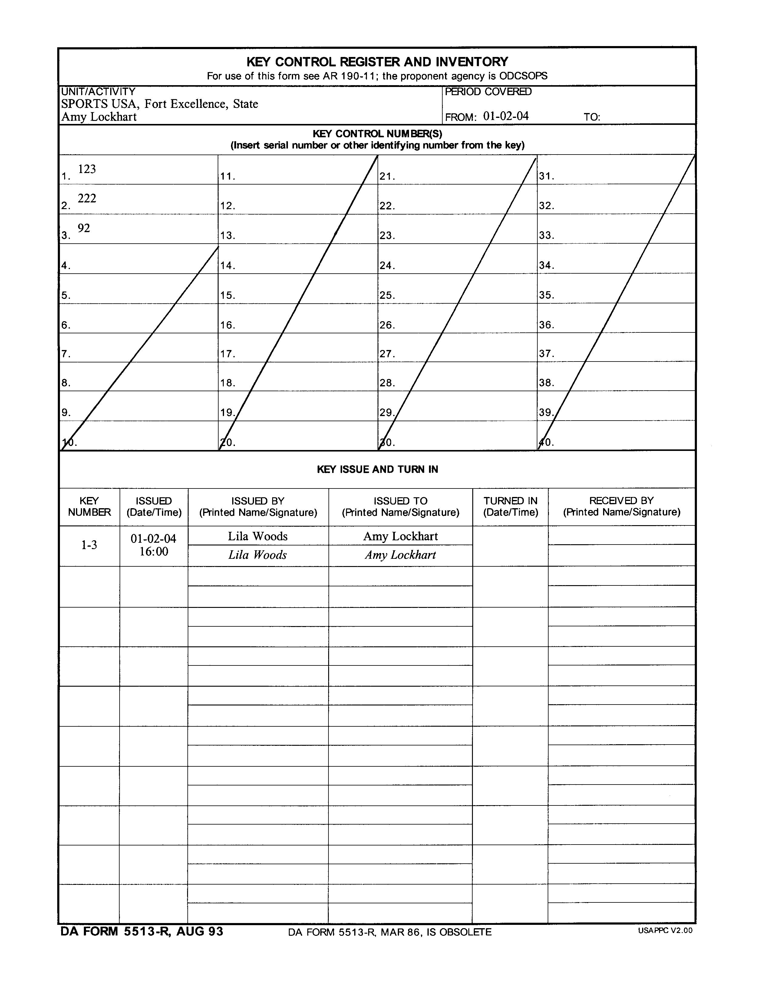 KEY CONTROL REGISTER AND INVENTORY
For use of this form see AR 190-11; the proponent agency is ODCSOPS
UNIT/ACTIVITY
SPORTS USA, Fort Excellence, State
Amy Lockhart
PERIOD COVERED
FROM: 01-02-04 TO:
KEY CONTROL NUMBER(S)
(Insert serial number or other identifying number from the key)
1. 123 11. 21. 31.
2. 222 12. 22. 32.
3. 92 13. 23. 33.
4. 14. 24. 34.
5. 15. 25. 35.
6. 16. 26. 36.
7. 17. 27. 37.
8. 18. 28. 38.
9. 19. 29. 39.
10. 20. 30. 40.
KEY ISSUE AND TURN IN
KEY ISSUED ISSUED BY ISSUED TO TURNED IN RECEIVED BY
NUMBER (Date/Time) (Printed Name/Signature) (Printed Name/Signature) (Date/Time) (Printed Name/Signature)
1-3 01-02-04 Lila Woods Amy Lockhart
16:00 Lila Woods Amy Lockhart
DA FORM 5513-R, AUG 93 DA FORM 5513-R, MAR 86, IS OBSOLETE USAPPC V2.00